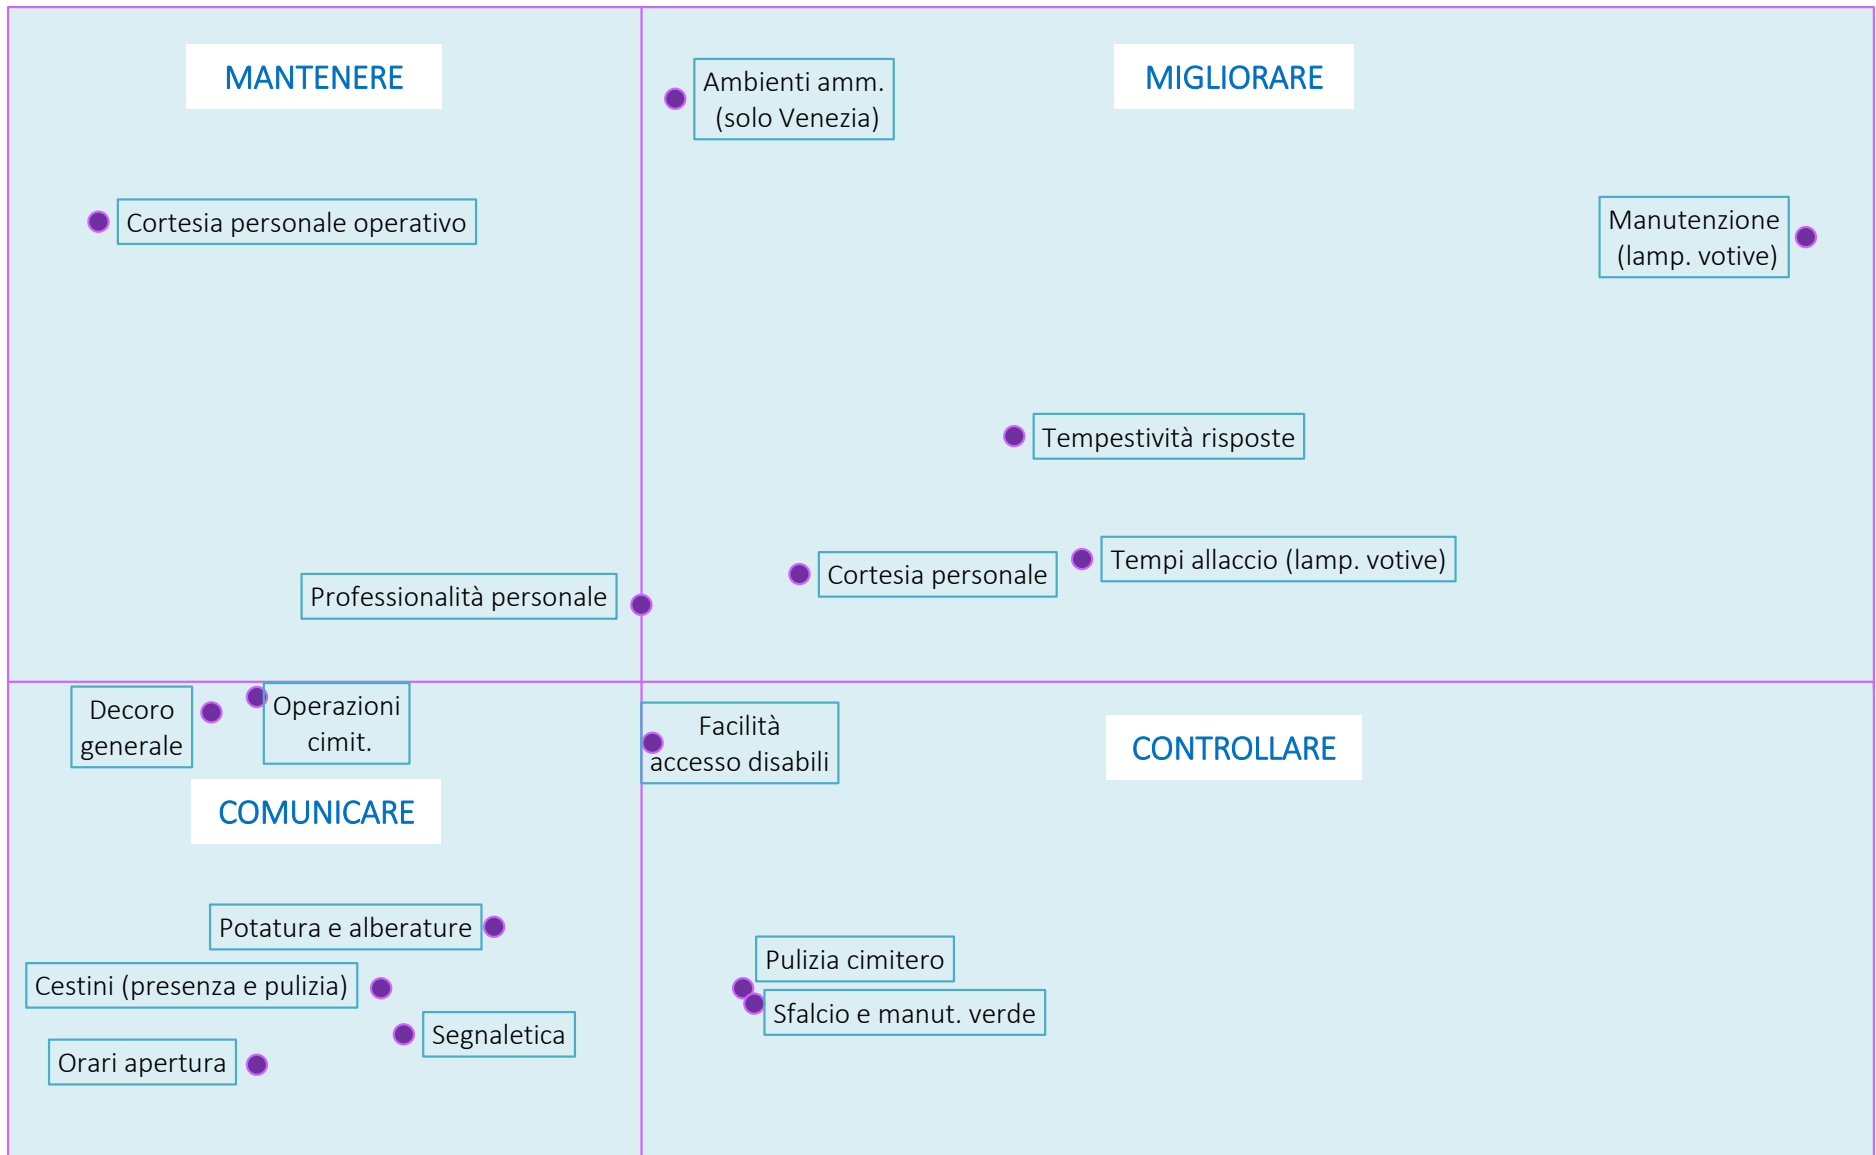 MANTENERE
MIGLIORARE
Ambienti amm.
(solo Venezia)
Cortesia personale operativo
Manutenzione
(lamp. votive)
Tempestività risposte
Tempi allaccio (lamp. votive)
Cortesia personale
Professionalità personale
Decoro
generale
Operazioni
cimit.
Facilità
accesso disabili
CONTROLLARE
COMUNICARE
Potatura e alberature
Pulizia cimitero
Cestini (presenza e pulizia)
Sfalcio e manut. verde
Segnaletica
Orari apertura